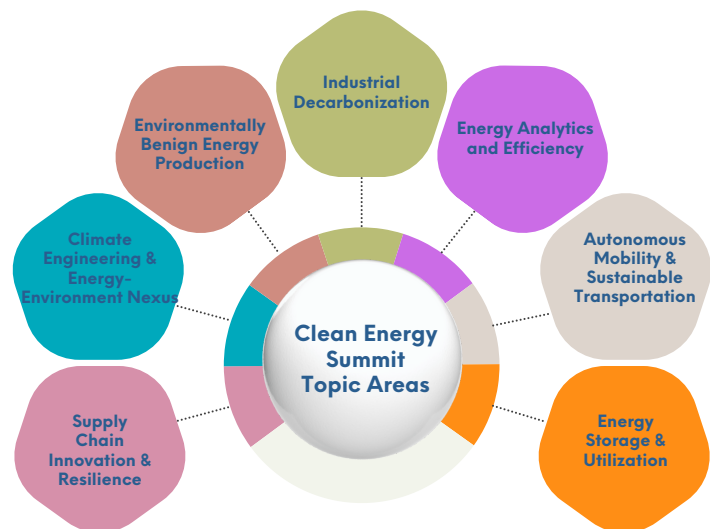 Industrial
Decarbonization
Environmentally
Benign Energy
Production
Energy Analytics
and Efficiency
Climate
Engineering &
Energy-
Environment Nexus
Autonomous
Mobility &
Sustainable
Transportation
Clean Energy
Summit
Topic Areas
Supply
Chain
Innovation &
Resilience
Energy
Storage &
Utilization